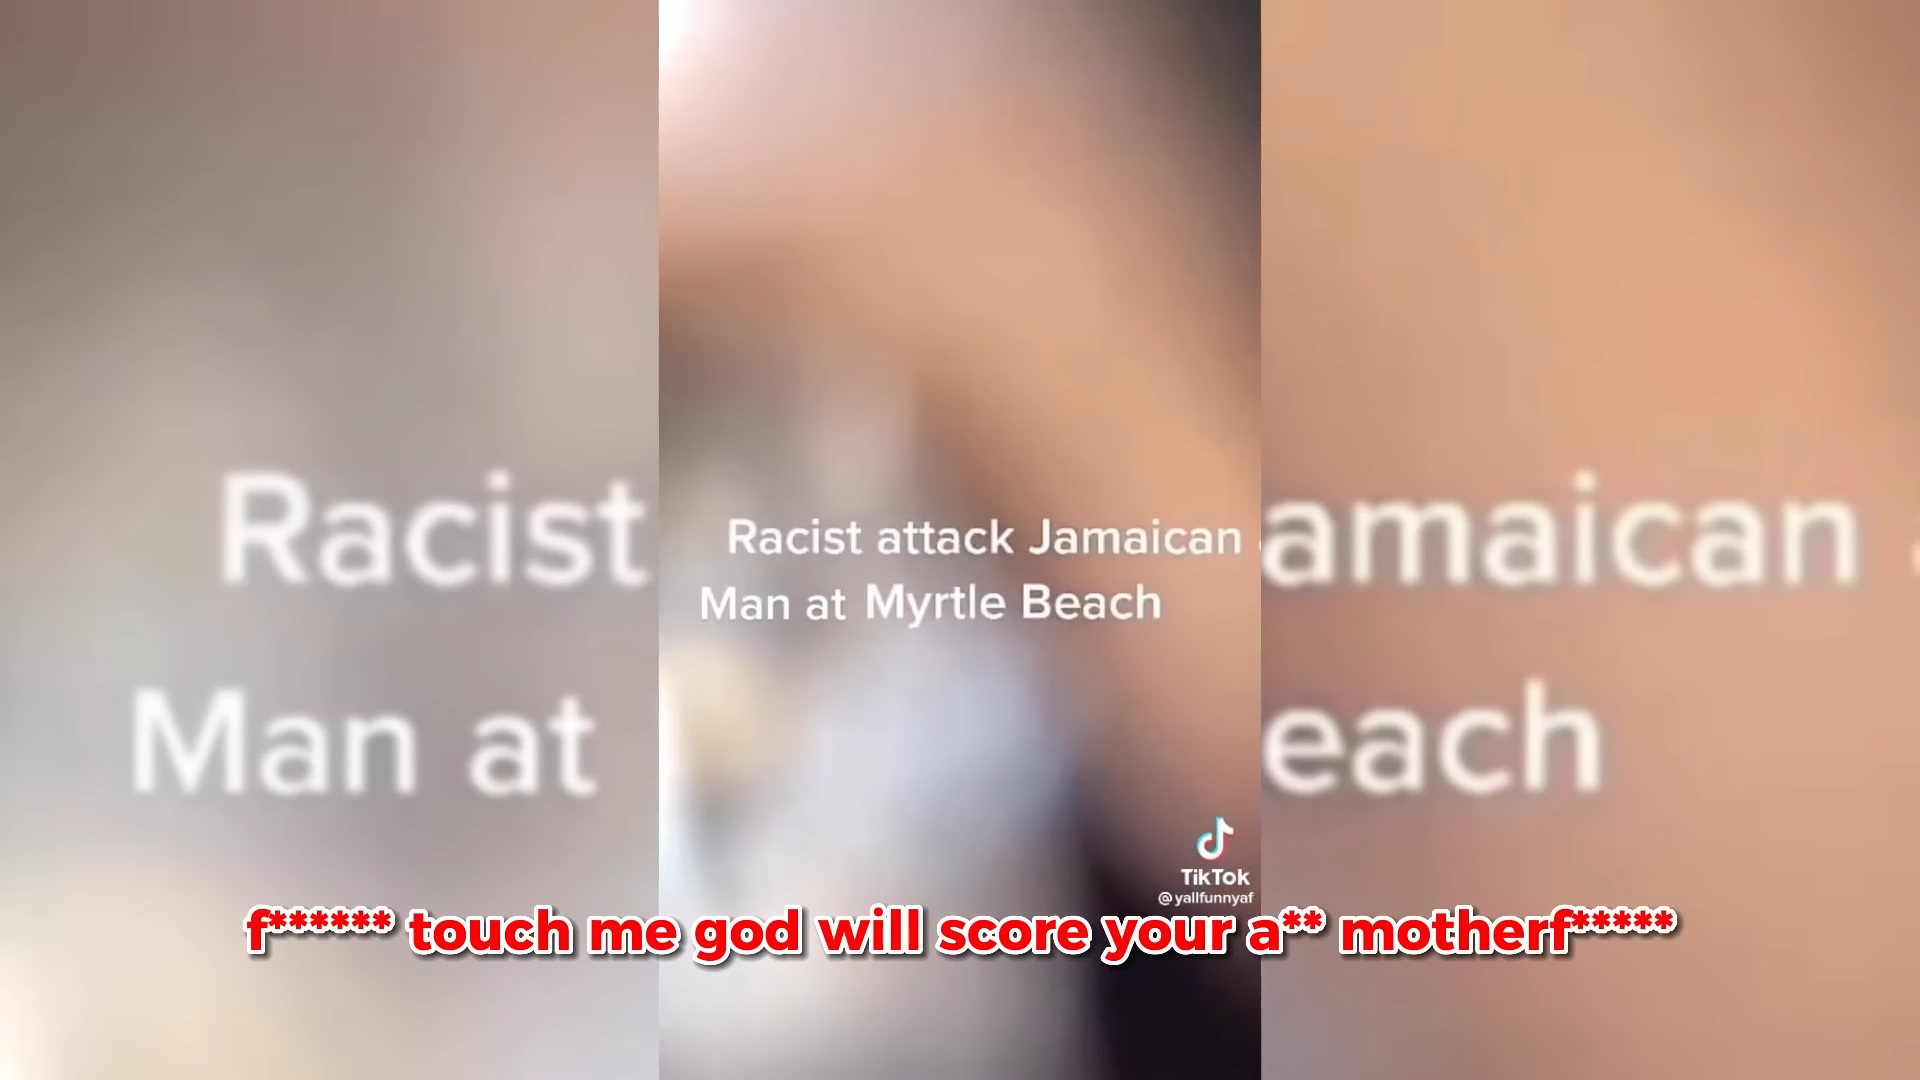 Racist attack Jamaican
Man at Myrtle Beach
Racist
Man at
amaican
each
TikTok
@yallfunnyaf
f****** touch me god will score your a** motherf*****